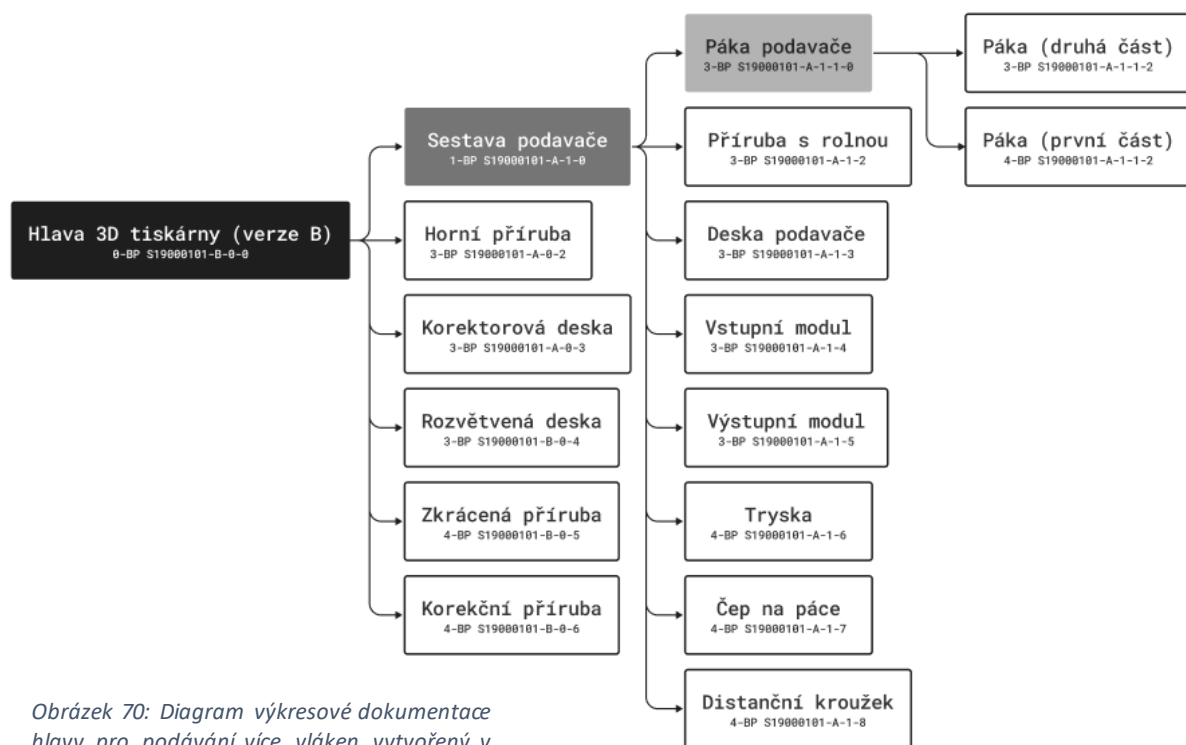 Hlava 3D tiskárny (verze B)
0-BP S19000101-B-0-0
Sestava podavače
1-BP S19000101-A-1-0
Horní příruba
3-BP S19000101-A-0-2
Korektorová deska
3-BP S19000101-A-0-3
Rozvětvená deska
3-BP S19000101-B-0-4
Zkrácená příruba
4-BP S19000101-B-0-5
Korekční příruba
4-BP S19000101-B-0-6
Páka podavače
3-BP S19000101-A-1-1-0
Příruba s rolnou
3-BP S19000101-A-1-2
Deska podavače
3-BP S19000101-A-1-3
Vstupní modul
3-BP S19000101-A-1-4
Výstupní modul
3-BP S19000101-A-1-5
Tryska
4-BP S19000101-A-1-6
Čep na páce
4-BP S19000101-A-1-7
Distanční kroužek
4-BP S19000101-A-1-8
Páka (druhá část)
3-BP S19000101-A-1-1-2
Páka (první část)
4-BP S19000101-A-1-1-2
Obrázek 70: Diagram výkresové dokumentace
hlavy pro podávání více vláken vytvořený v